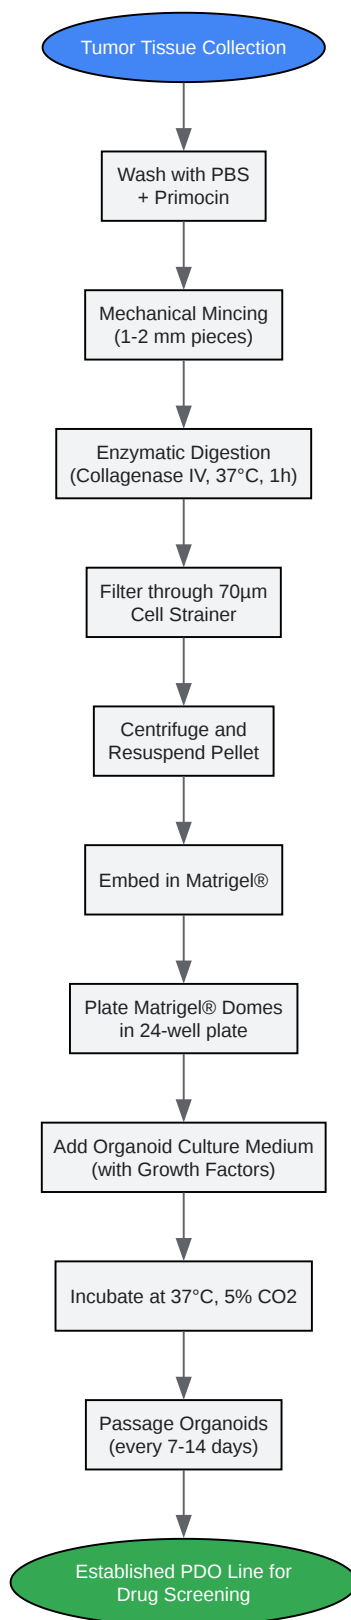 Tumor Tissue Collection
Wash with PBS
+ Primocin
Mechanical Mincing
(1-2 mm pieces)
Enzymatic Digestion
(Collagenase IV, 37°C, 1h)
Filter through 70µm
Cell Strainer
Centrifuge and
Resuspend Pellet
Embed in Matrigel®
Plate Matrigel® Domes
in 24-well plate
Add Organoid Culture Medium
(with Growth Factors)
Incubate at 37°C, 5% CO2
Passage Organoids
(every 7-14 days)
Established PDO Line for
Drug Screening